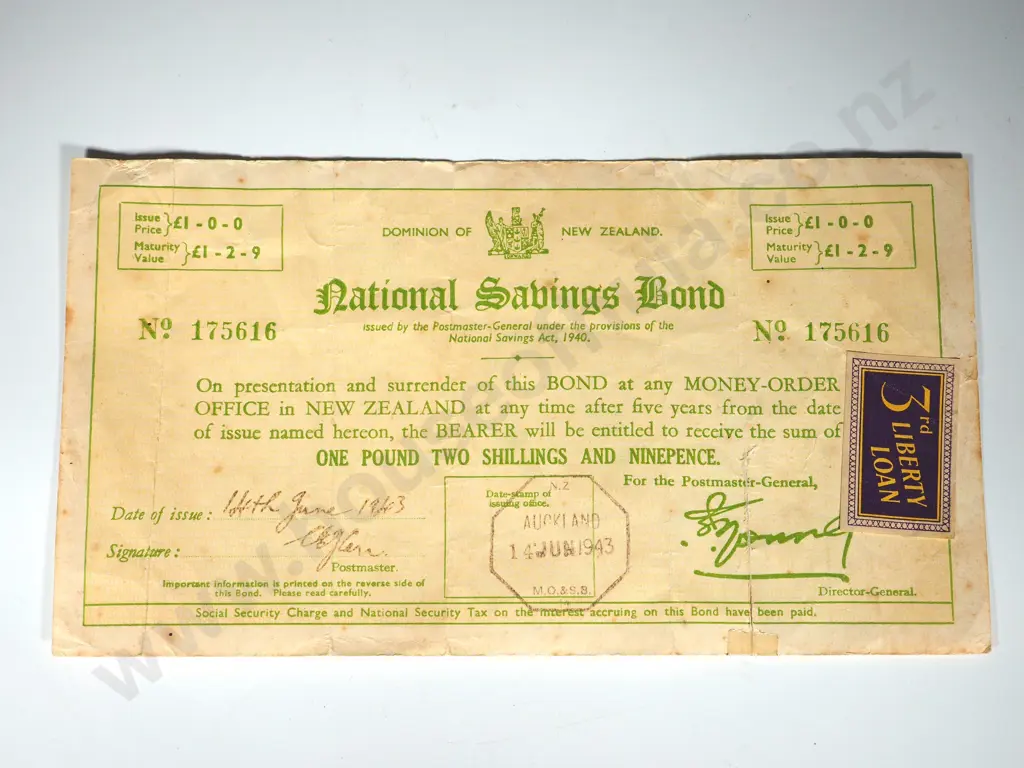 Issue Price } £1 - 0 - 0
Maturity Value } £1 - 2 - 9
DOMINION OF NEW ZEALAND.
Issue Price } £1 - 0 - 0
Maturity Value } £1 - 2 - 9
National Savings Bond
Nº 175616
issued by the Postmaster-General under the provisions of the
National Savings Act, 1940.
Nº 175616
On presentation and surrender of this BOND at any MONEY-ORDER
OFFICE in NEW ZEALAND at any time after five years from the date
of issue named hereon, the BEARER will be entitled to receive the sum of
ONE POUND TWO SHILLINGS AND NINEPENCE.
3rd
LIBERTY
LOAN
For the Postmaster-General,
Date of issue: 14th June 1943
Signature:
Postmaster.
Important information is printed on the reverse side of
this Bond. Please read carefully.
Date-stamp of
issuing office.
N.Z
AUCKLAND
14 JUN 1943
M.O.& S.B.
Director-General.
Social Security Charge and National Security Tax on the interest accruing on this Bond have been paid.